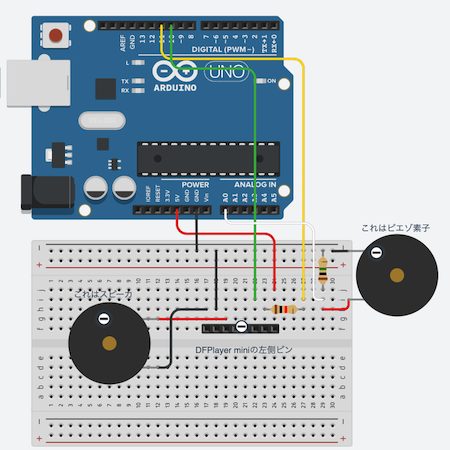 AREF
GND
13
12
11
10
9
8
7
6
5
4
3
2
TX→1
RX←0
DIGITAL (PWM~)
L
TX
RX
ARDUINO
UNO
ON
IOREF
RESET
3.3V
5V
GND
GND
Vin
POWER
ANALOG IN
A0
A1
A2
A3
A4
A5
これはピエゾ素子
これはスピーカ
DFPlayer miniの左側ピン